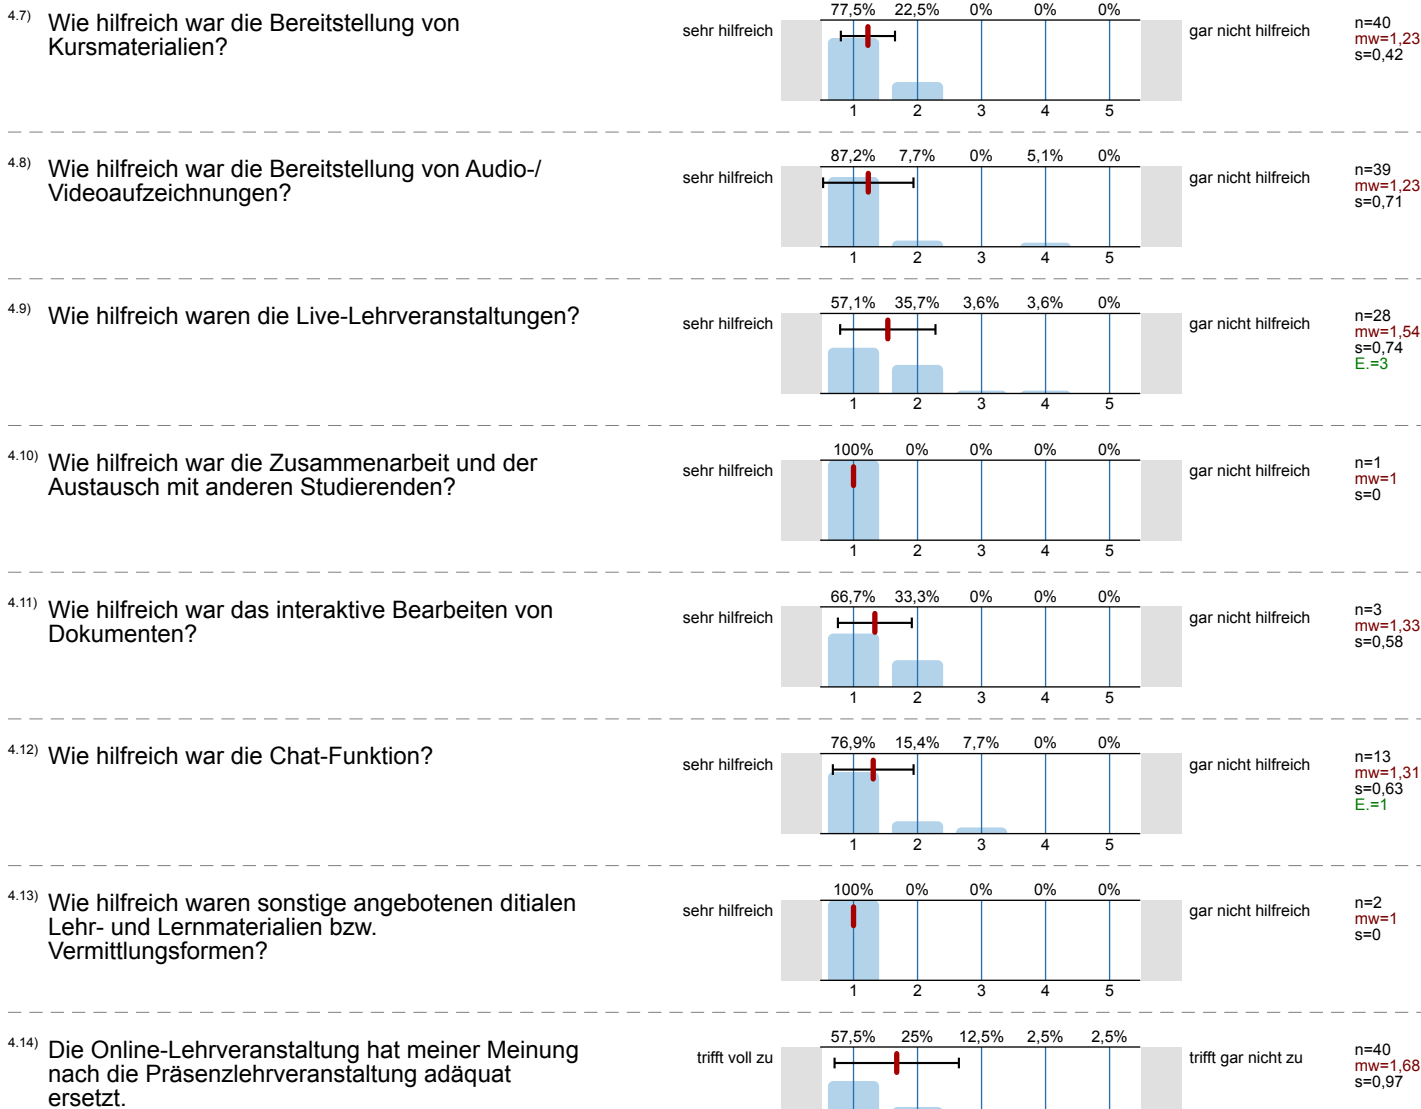 4.7) Wie hilfreich war die Bereitstellung von
Kursmaterialien?
sehr hilfreich
77,5% 22,5% 0% 0% 0%
1 2 3 4 5
gar nicht hilfreich
n=40
mw=1,23
s=0,42
4.8) Wie hilfreich war die Bereitstellung von Audio-/
Videoaufzeichnungen?
sehr hilfreich
87,2% 7,7% 0% 5,1% 0%
1 2 3 4 5
gar nicht hilfreich
n=39
mw=1,23
s=0,71
4.9) Wie hilfreich waren die Live-Lehrveranstaltungen?
sehr hilfreich
57,1% 35,7% 3,6% 3,6% 0%
1 2 3 4 5
gar nicht hilfreich
n=28
mw=1,54
s=0,74
E.=3
4.10) Wie hilfreich war die Zusammenarbeit und der
Austausch mit anderen Studierenden?
sehr hilfreich
100% 0% 0% 0% 0%
1 2 3 4 5
gar nicht hilfreich
n=1
mw=1
s=0
4.11) Wie hilfreich war das interaktive Bearbeiten von
Dokumenten?
sehr hilfreich
66,7% 33,3% 0% 0% 0%
1 2 3 4 5
gar nicht hilfreich
n=3
mw=1,33
s=0,58
4.12) Wie hilfreich war die Chat-Funktion?
sehr hilfreich
76,9% 15,4% 7,7% 0% 0%
1 2 3 4 5
gar nicht hilfreich
n=13
mw=1,31
s=0,63
E.=1
4.13) Wie hilfreich waren sonstige angebotenen ditialen
Lehr- und Lernmaterialien bzw.
Vermittlungsformen?
sehr hilfreich
100% 0% 0% 0% 0%
1 2 3 4 5
gar nicht hilfreich
n=2
mw=1
s=0
4.14) Die Online-Lehrveranstaltung hat meiner Meinung
nach die Präsenzlehrveranstaltung adäquat
ersetzt.
trifft voll zu
57,5% 25% 12,5% 2,5% 2,5%
trifft gar nicht zu
n=40
mw=1,68
s=0,97